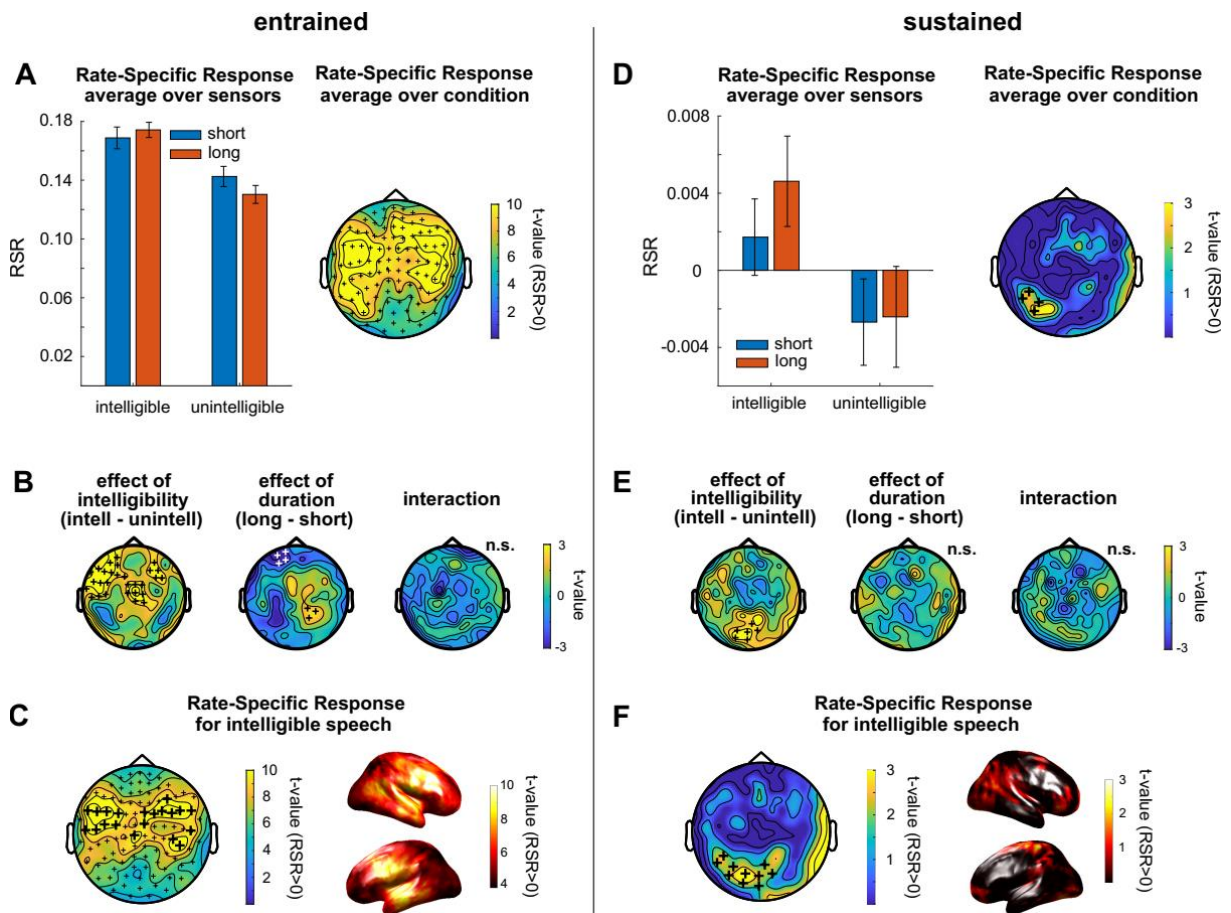 entrained
sustained
A
Rate-Specific Response
average over sensors
Rate-Specific Response
average over condition
0.18
0.14
0.10
0.06
0.02
RSR
short
long
intelligible
unintelligible
10
8
6
4
2
t-value (RSR>0)
D
Rate-Specific Response
average over sensors
Rate-Specific Response
average over condition
0.008
0.004
0
-0.004
RSR
short
long
intelligible
unintelligible
3
2
1
t-value (RSR>0)
B
effect of
intelligibility
(intell - unintell)
effect of
duration
(long - short)
interaction
n.s.
3
-3
t-value
E
effect of
intelligibility
(intell - unintell)
effect of
duration
(long - short)
n.s.
interaction
n.s.
3
-3
t-value
C
Rate-Specific Response
for intelligible speech
10
8
6
4
2
t-value (RSR>0)
10
8
6
4
t-value (RSR>0)
F
Rate-Specific Response
for intelligible speech
3
2
1
t-value (RSR>0)
3
2
1
t-value (RSR>0)